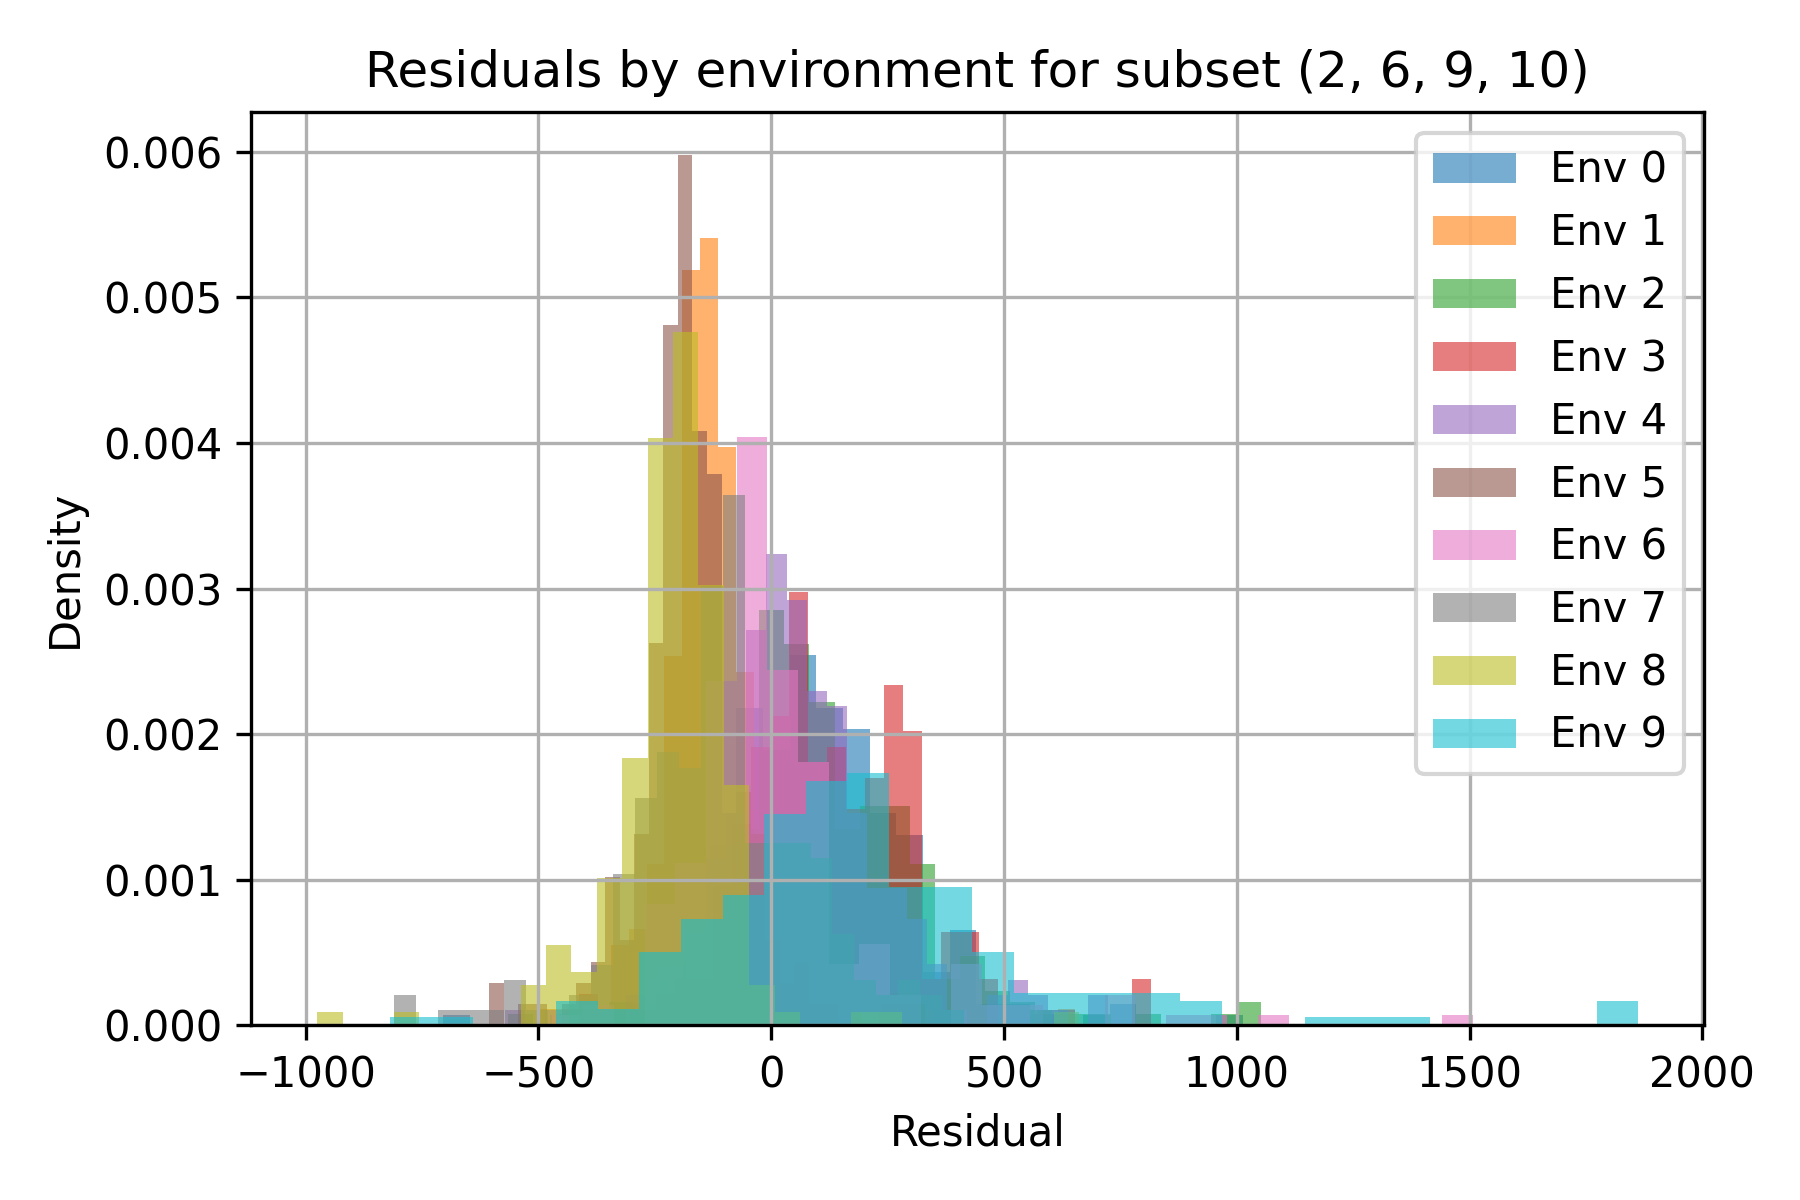 Residuals by environment for subset (2, 6, 9, 10)
0.006
0.005
0.004
0.003
0.002
0.001
0.000
Density
−1000
−500
0
500
1000
1500
2000
Residual
Env 0
Env 1
Env 2
Env 3
Env 4
Env 5
Env 6
Env 7
Env 8
Env 9